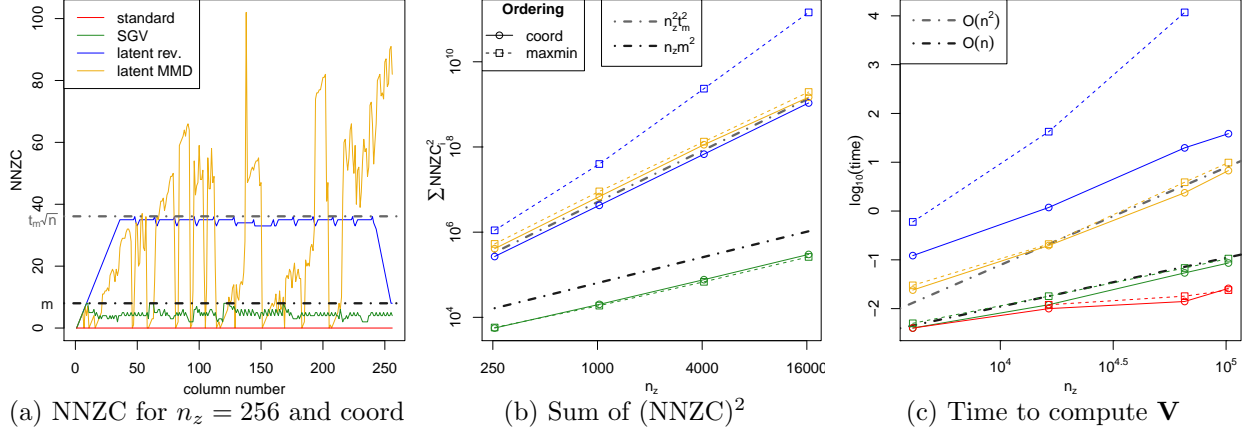 standard
SGV
latent rev.
latent MMD
NNZC
100
80
60
40
20
0
t_m√n
m
0 50 100 150 200 250
column number
(a) NNZC for n_z = 256 and coord
Ordering
coord
maxmin
n_z^2 t_m^2
n_z m^2
∑ NNZC_i^2
10^10
10^8
10^6
10^4
250 1000 4000 16000
n_z
(b) Sum of (NNZC)^2
O(n^2)
O(n)
log_10(time)
4
3
2
1
0
−1
−2
10^4 10^4.5 10^5
n_z
(c) Time to compute V